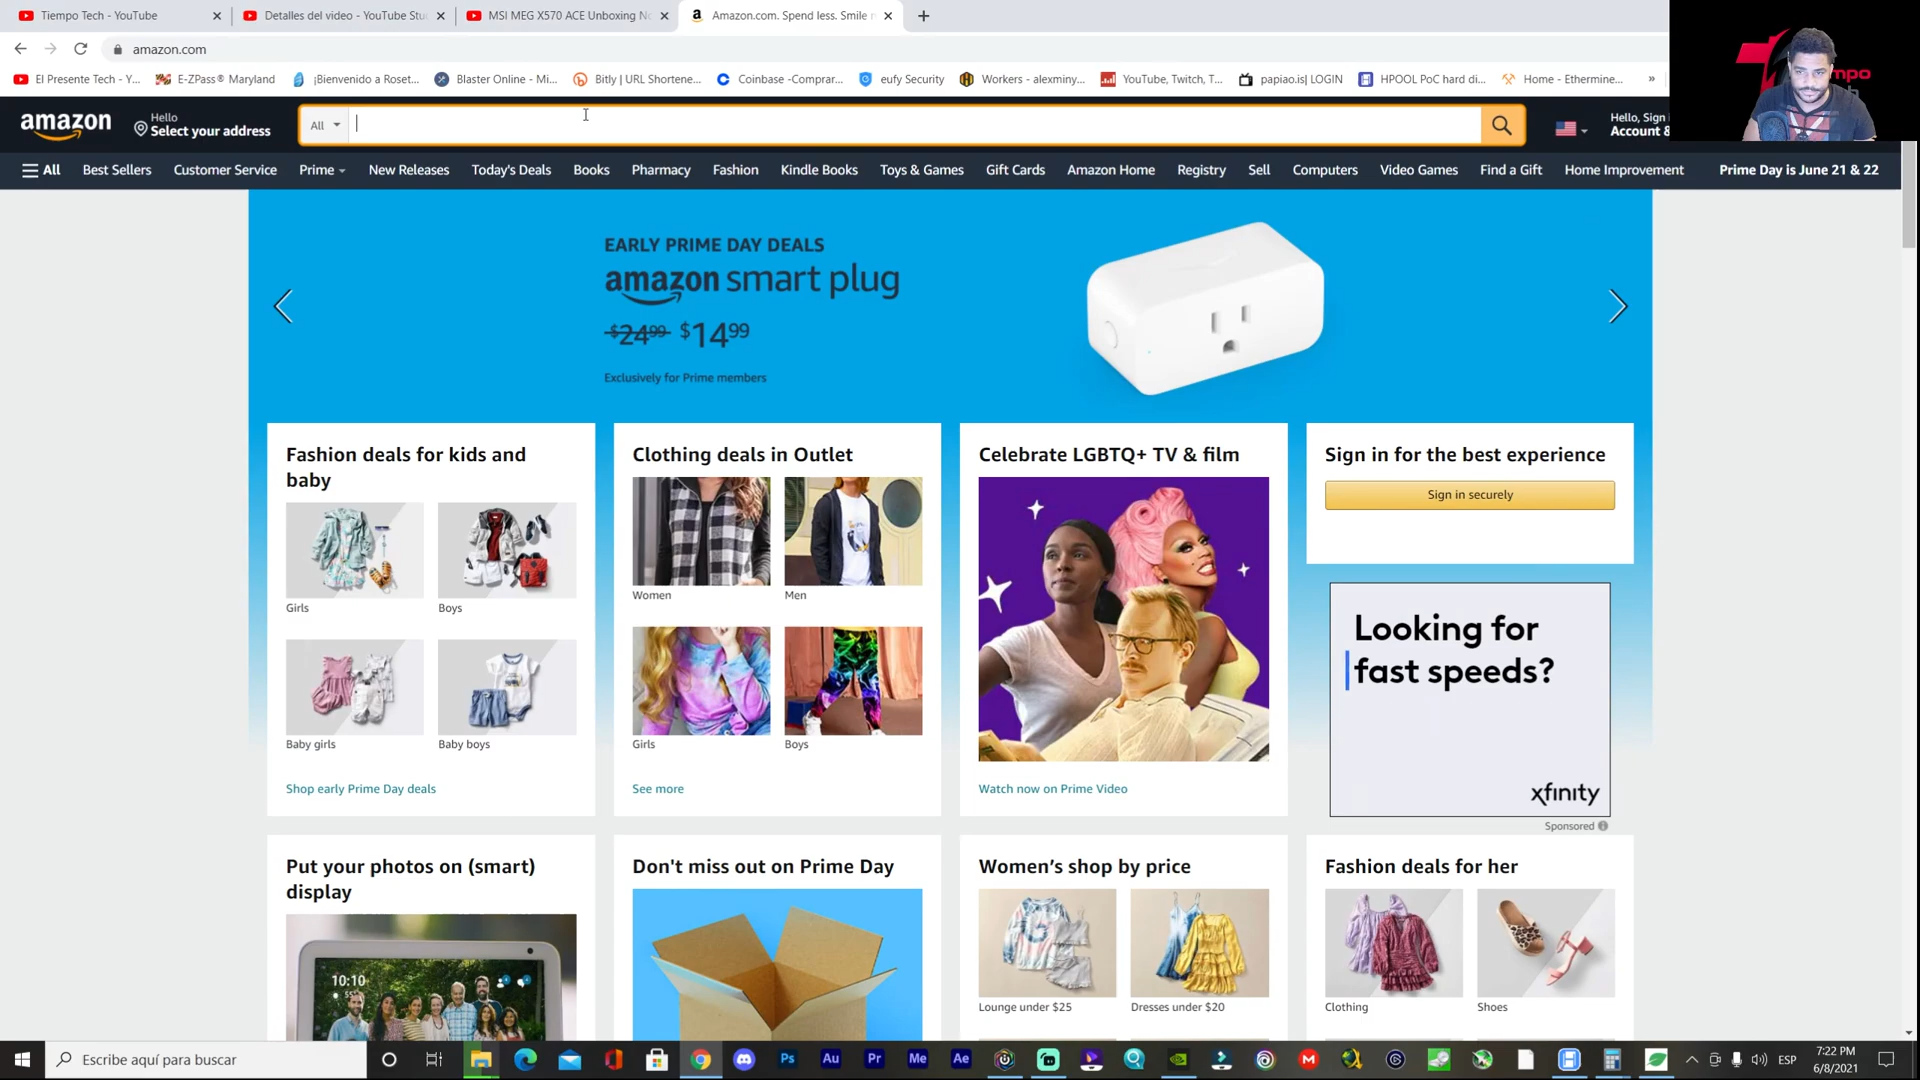 Tiempo Tech - YouTube
Detalles del video - YouTube Stu
MSI MEG X570 ACE Unboxing N
Amazon.com. Spend less. Smile
amazon.com
El Presente Tech - Y...
E-ZPass® Maryland
¡Bienvenido a Roset...
Blaster Online - Mi...
Bitly | URL Shortene...
Coinbase -Comprar...
eufy Security
Workers - alexminy...
YouTube, Twitch, T...
papiao.is| LOGIN
HPOOL PoC hard di...
Home - Ethermine...
»
amazon
Hello
Select your address
All
Hello, Sign
Account &
All
Best Sellers
Customer Service
Prime
New Releases
Today's Deals
Books
Pharmacy
Fashion
Kindle Books
Toys & Games
Gift Cards
Amazon Home
Registry
Sell
Computers
Video Games
Find a Gift
Home Improvement
Prime Day is June 21 & 22
EARLY PRIME DAY DEALS
amazon smart plug
$2499 $1499
Exclusively for Prime members
Fashion deals for kids and
baby
Girls
Boys
Baby girls
Baby boys
Shop early Prime Day deals
Clothing deals in Outlet
Women
Men
Girls
Boys
See more
Celebrate LGBTQ+ TV & film
Watch now on Prime Video
Sign in for the best experience
Sign in securely
Looking for
fast speeds?
xfinity
Sponsored
Put your photos on (smart)
display
10:10
Don't miss out on Prime Day
Women's shop by price
Lounge under $25
Dresses under $20
Fashion deals for her
Clothing
Shoes
Escribe aquí para buscar
Ps
Au
Pr
Me
Ae
ESP
7:22 PM
6/8/2021